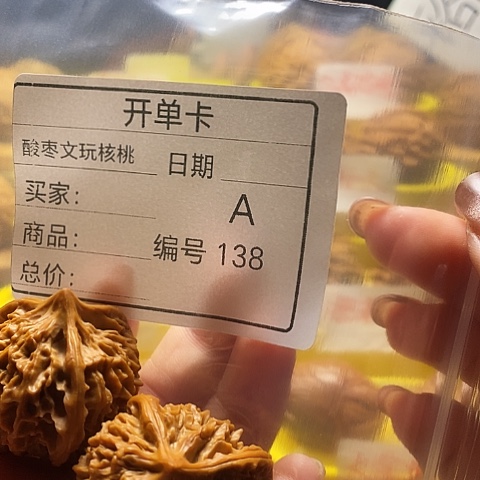 开单卡
酸枣文玩核桃 日期
买家：
A
商品：
编号 138
总价：